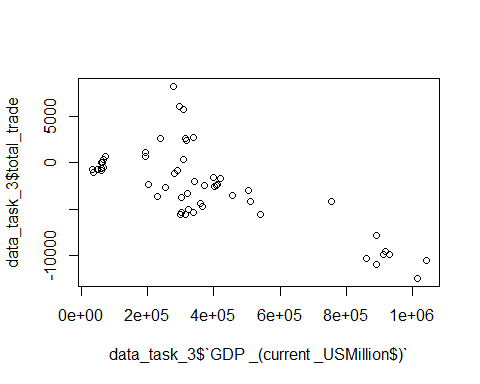 data_task_3$total_trade
5000
0
-10000
0e+00 2e+05 4e+05 6e+05 8e+05 1e+06
data_task_3$`GDP _(current _USMillion$)`